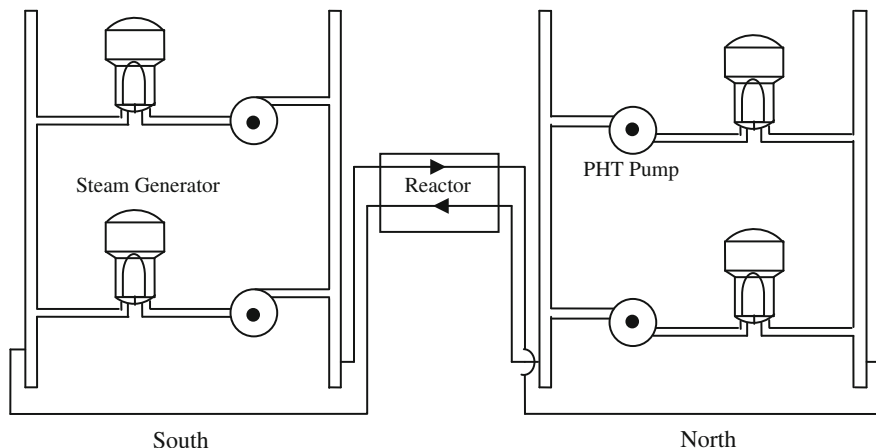 Steam Generator
Reactor
PHT Pump
South
North